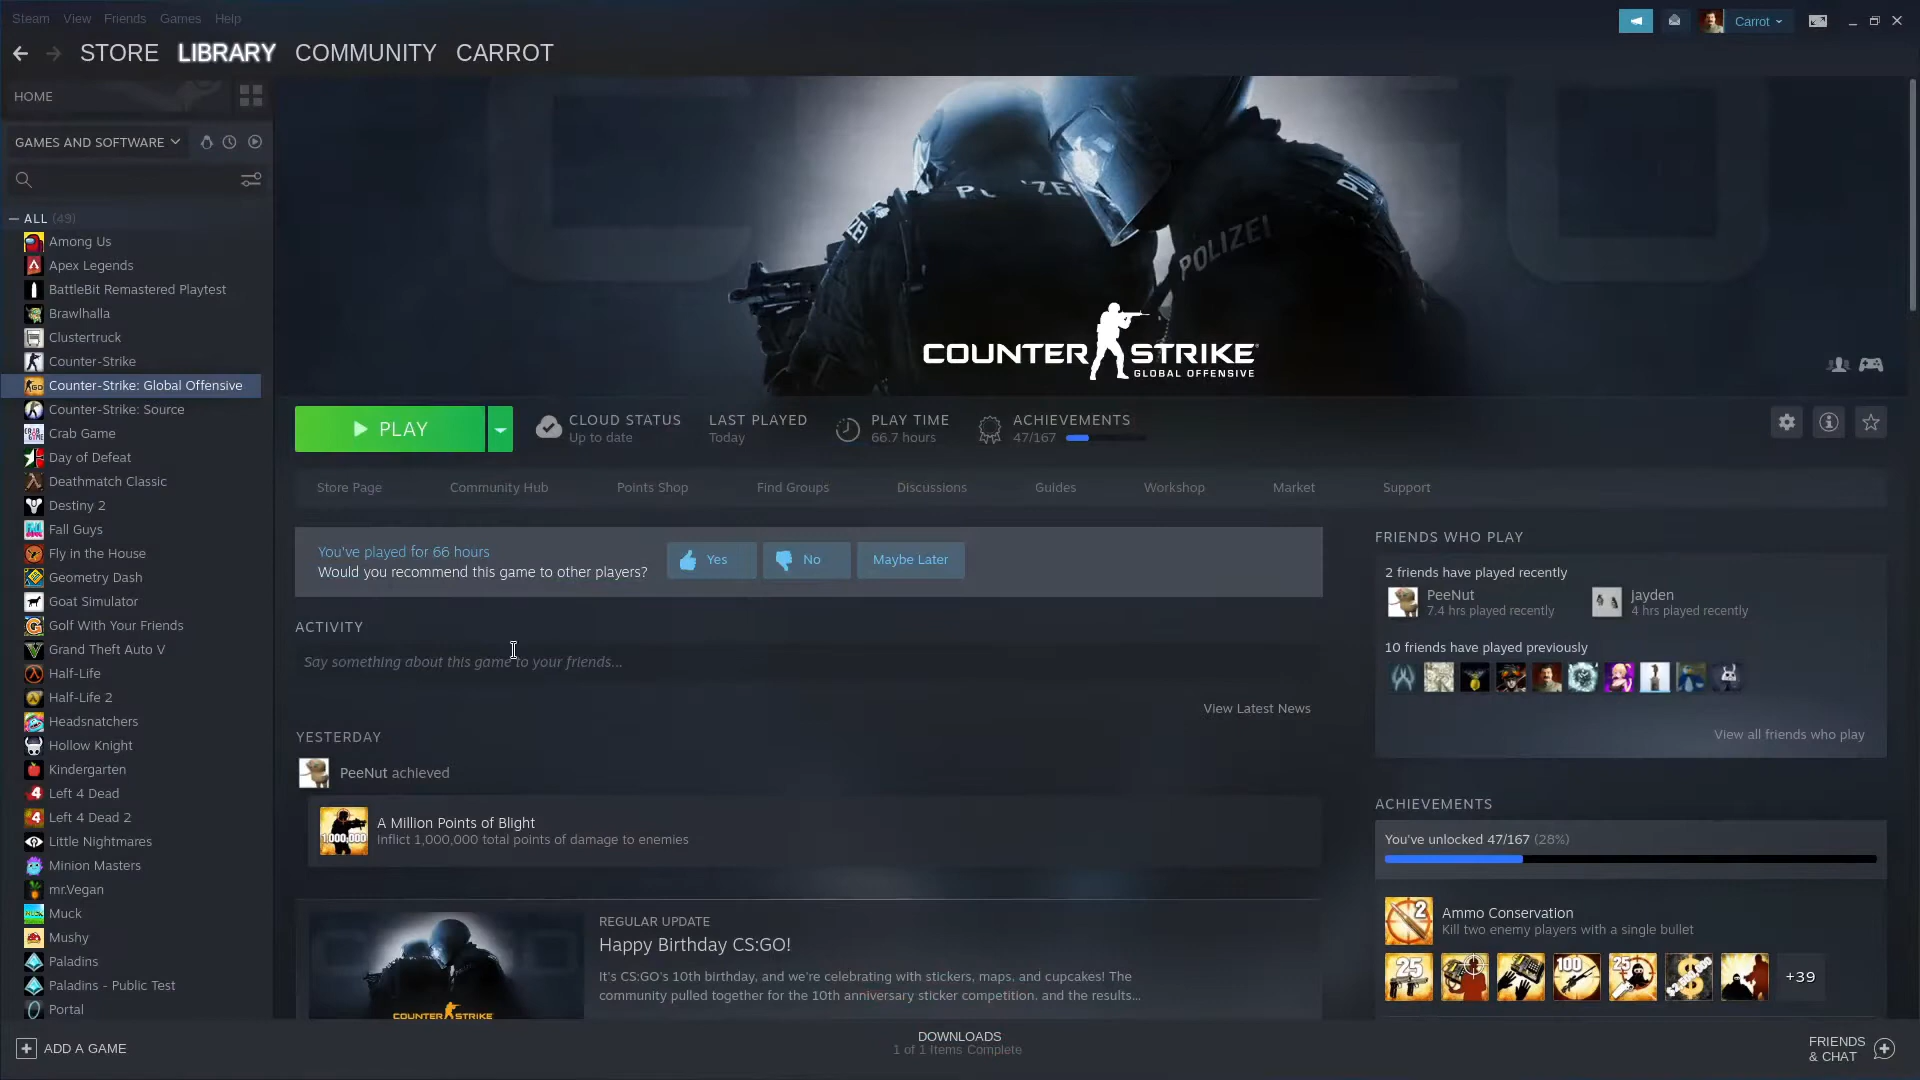 Steam View Friends Games Help
Carrot
STORE LIBRARY COMMUNITY CARROT
HOME
GAMES AND SOFTWARE
ALL (49)
Among Us
Apex Legends
BattleBit Remastered Playtest
Brawlhalla
Clustertruck
Counter-Strike
Counter-Strike: Global Offensive
Counter-Strike: Source
Crab Game
Day of Defeat
Deathmatch Classic
Destiny 2
Fall Guys
Fly in the House
Geometry Dash
Goat Simulator
Golf With Your Friends
Grand Theft Auto V
Half-Life
Half-Life 2
Headsnatchers
Hollow Knight
Kindergarten
Left 4 Dead
Left 4 Dead 2
Little Nightmares
Minion Masters
mr.Vegan
Muck
Mushy
Paladins
Paladins - Public Test
Portal
POLIZEI
COUNTER STRIKE
GLOBAL OFFENSIVE
PLAY
CLOUD STATUS
Up to date
LAST PLAYED
Today
PLAY TIME
66.7 hours
ACHIEVEMENTS
47/167
Store Page Community Hub Points Shop Find Groups Discussions Guides Workshop Market Support
You've played for 66 hours
Would you recommend this game to other players?
Yes No Maybe Later
ACTIVITY
Say something about this game to your friends...
View Latest News
YESTERDAY
PeeNut achieved
1,000,000
A Million Points of Blight
Inflict 1,000,000 total points of damage to enemies
REGULAR UPDATE
Happy Birthday CS:GO!
It's CS:GO's 10th birthday, and we're celebrating with stickers, maps, and cupcakes! The
community pulled together for the 10th anniversary sticker competition. and the results...
COUNTER STRIKE
FRIENDS WHO PLAY
2 friends have played recently
PeeNut
7.4 hrs played recently
jayden
4 hrs played recently
10 friends have played previously
View all friends who play
ACHIEVEMENTS
You've unlocked 47/167 (28%)
2
Ammo Conservation
Kill two enemy players with a single bullet
25
100
25
+39
ADD A GAME
DOWNLOADS
1 of 1 Items Complete
FRIENDS
& CHAT